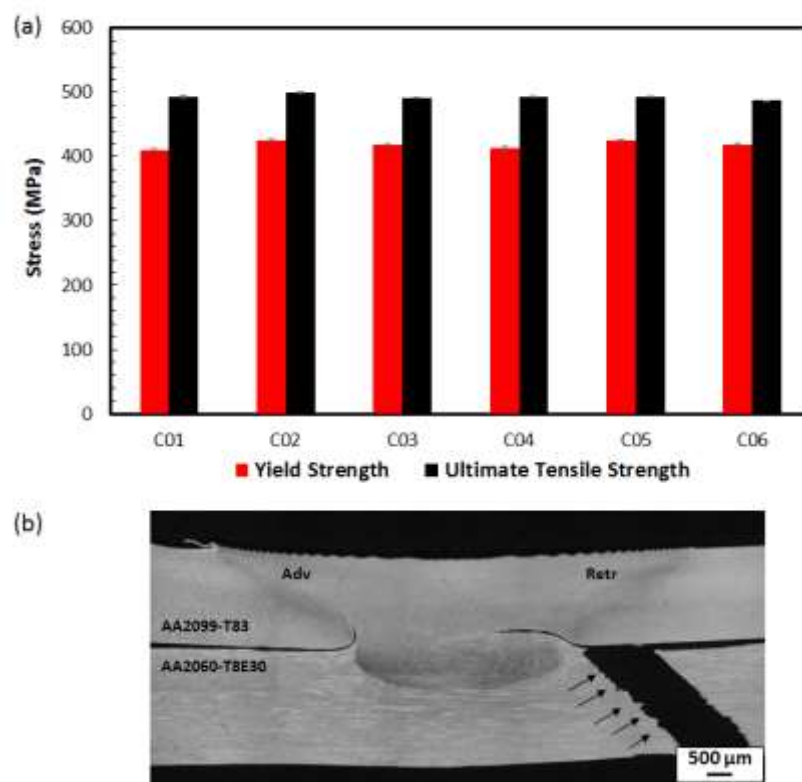 (a)
600
500
400
300
200
100
0
Stress (MPa)
C01 C02 C03 C04 C05 C06
Yield Strength Ultimate Tensile Strength
(b)
Adv Retr
AA2099-T83
AA2060-T8E30
500 µm